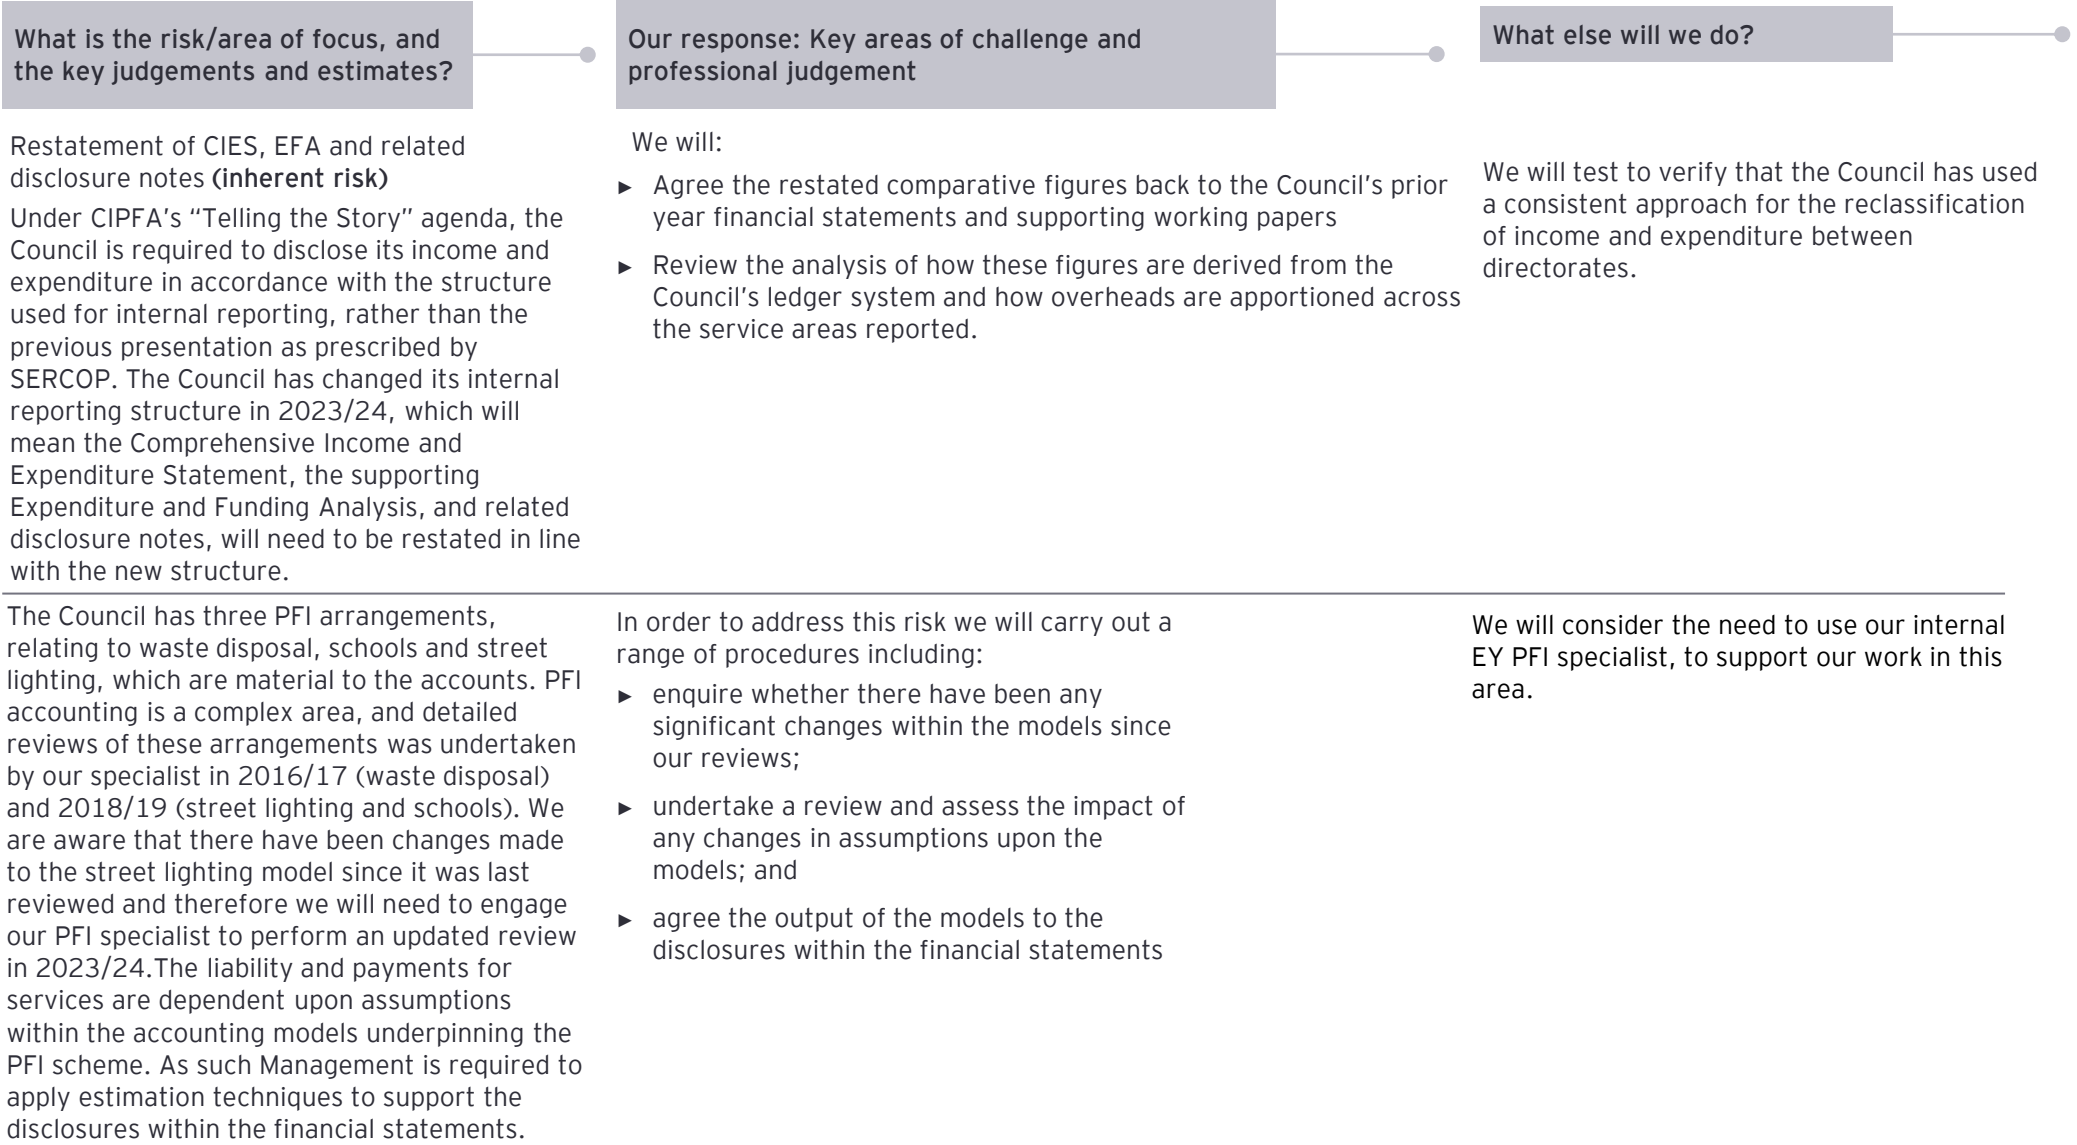 What is the risk/area of focus, and
the key judgements and estimates?
Our response: Key areas of challenge and
professional judgement
What else will we do?
Restatement of CIES, EFA and related
disclosure notes (inherent risk)
Under CIPFA’s “Telling the Story” agenda, the
Council is required to disclose its income and
expenditure in accordance with the structure
used for internal reporting, rather than the
previous presentation as prescribed by
SERCOP. The Council has changed its internal
reporting structure in 2023/24, which will
mean the Comprehensive Income and
Expenditure Statement, the supporting
Expenditure and Funding Analysis, and related
disclosure notes, will need to be restated in line
with the new structure.
We will:
► Agree the restated comparative figures back to the Council’s prior
year financial statements and supporting working papers
► Review the analysis of how these figures are derived from the
Council’s ledger system and how overheads are apportioned across
the service areas reported.
We will test to verify that the Council has used
a consistent approach for the reclassification
of income and expenditure between
directorates.
The Council has three PFI arrangements,
relating to waste disposal, schools and street
lighting, which are material to the accounts. PFI
accounting is a complex area, and detailed
reviews of these arrangements was undertaken
by our specialist in 2016/17 (waste disposal)
and 2018/19 (street lighting and schools). We
are aware that there have been changes made
to the street lighting model since it was last
reviewed and therefore we will need to engage
our PFI specialist to perform an updated review
in 2023/24.The liability and payments for
services are dependent upon assumptions
within the accounting models underpinning the
PFI scheme. As such Management is required to
apply estimation techniques to support the
disclosures within the financial statements.
In order to address this risk we will carry out a
range of procedures including:
► enquire whether there have been any
significant changes within the models since
our reviews;
► undertake a review and assess the impact of
any changes in assumptions upon the
models; and
► agree the output of the models to the
disclosures within the financial statements
We will consider the need to use our internal
EY PFI specialist, to support our work in this
area.